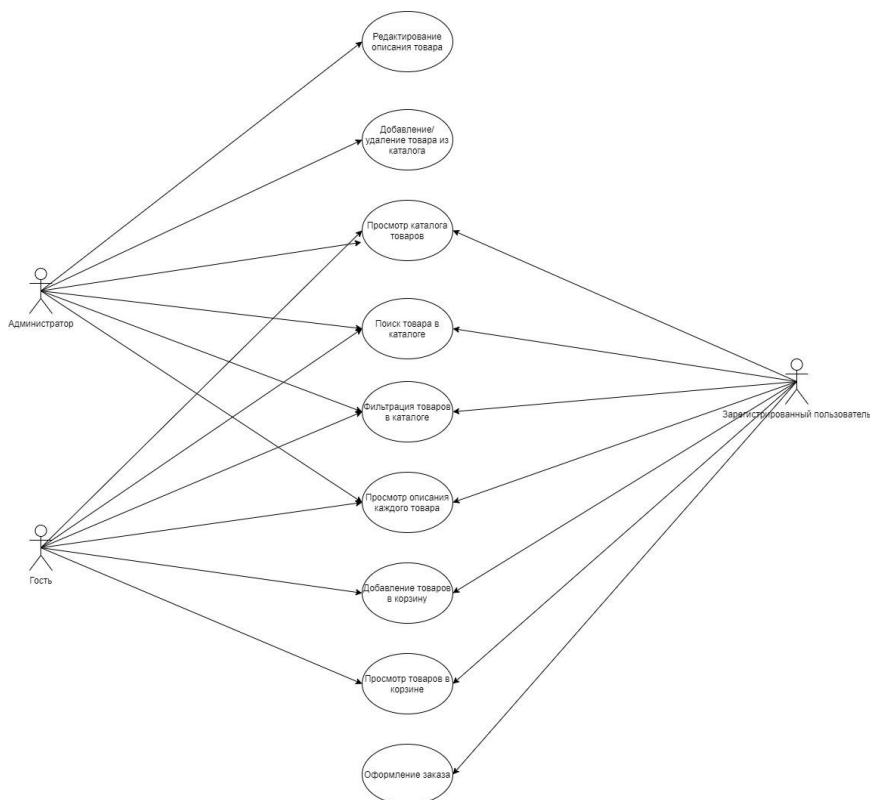 Редактирование
описания товара
Добавление/
удаление товара из
каталога
Просмотр каталога
товаров
Администратор
Поиск товара в
каталоге
Фильтрация товаров
в каталоге
Зарегистрированный пользователь
Просмотр описания
каждого товара
Гость
Добавление товаров
в корзину
Просмотр товаров в
корзине
Оформление заказа